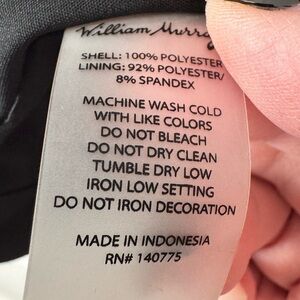 William Murray
SHELL: 100% POLYESTER
LINING: 92% POLYESTER/
8% SPANDEX
MACHINE WASH COLD
WITH LIKE COLORS
DO NOT BLEACH
DO NOT DRY CLEAN
TUMBLE DRY LOW
IRON LOW SETTING
DO NOT IRON DECORATION
MADE IN INDONESIA
RN# 140775